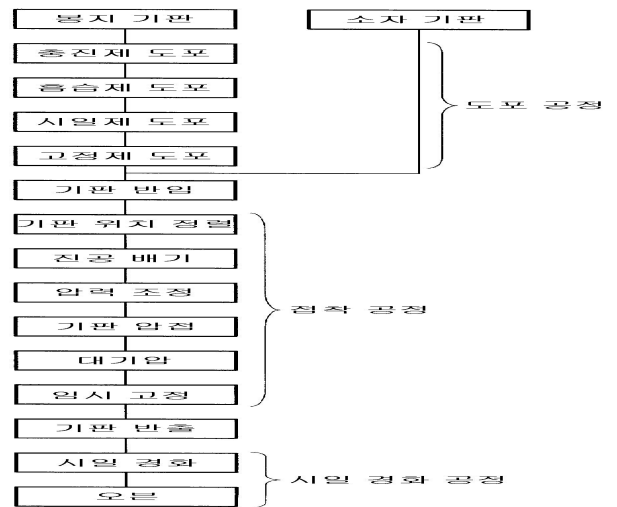 봉지 기판
소자 기판
충진제 도포
흡습제 도포
시일제 도포
고정제 도포
도포 공정
기판 반입
기판 위치 정렬
진공 배기
압력 조정
기판 압접
대기압
임시 고정
점착 공정
기판 반출
시일 경화
오븐
시일 경화 공정